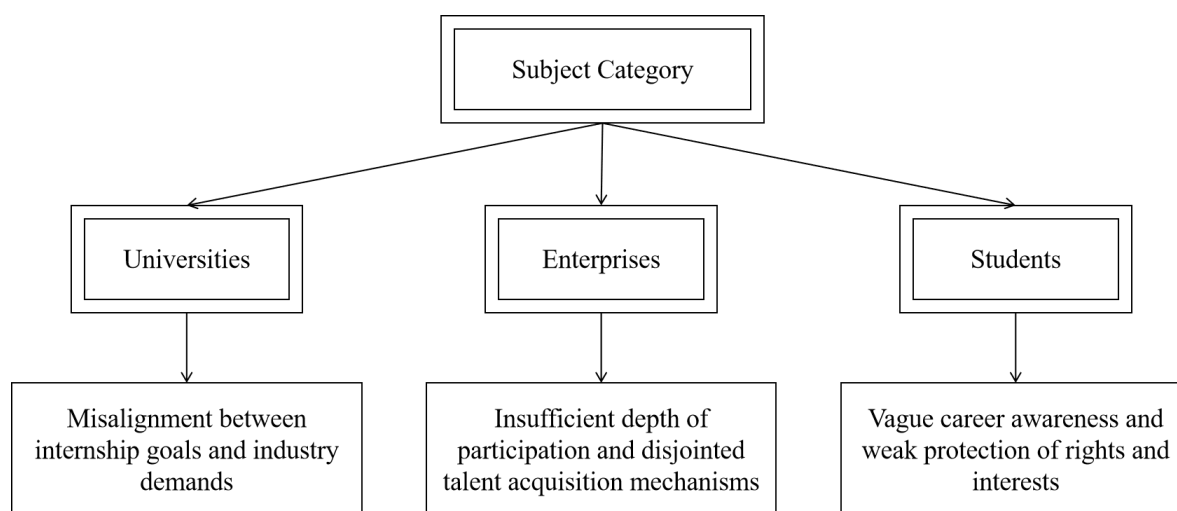 Subject Category
Universities
Enterprises
Students
Misalignment between
internship goals and industry
demands
Insufficient depth of
participation and disjointed
talent acquisition mechanisms
Vague career awareness and
weak protection of rights and
interests